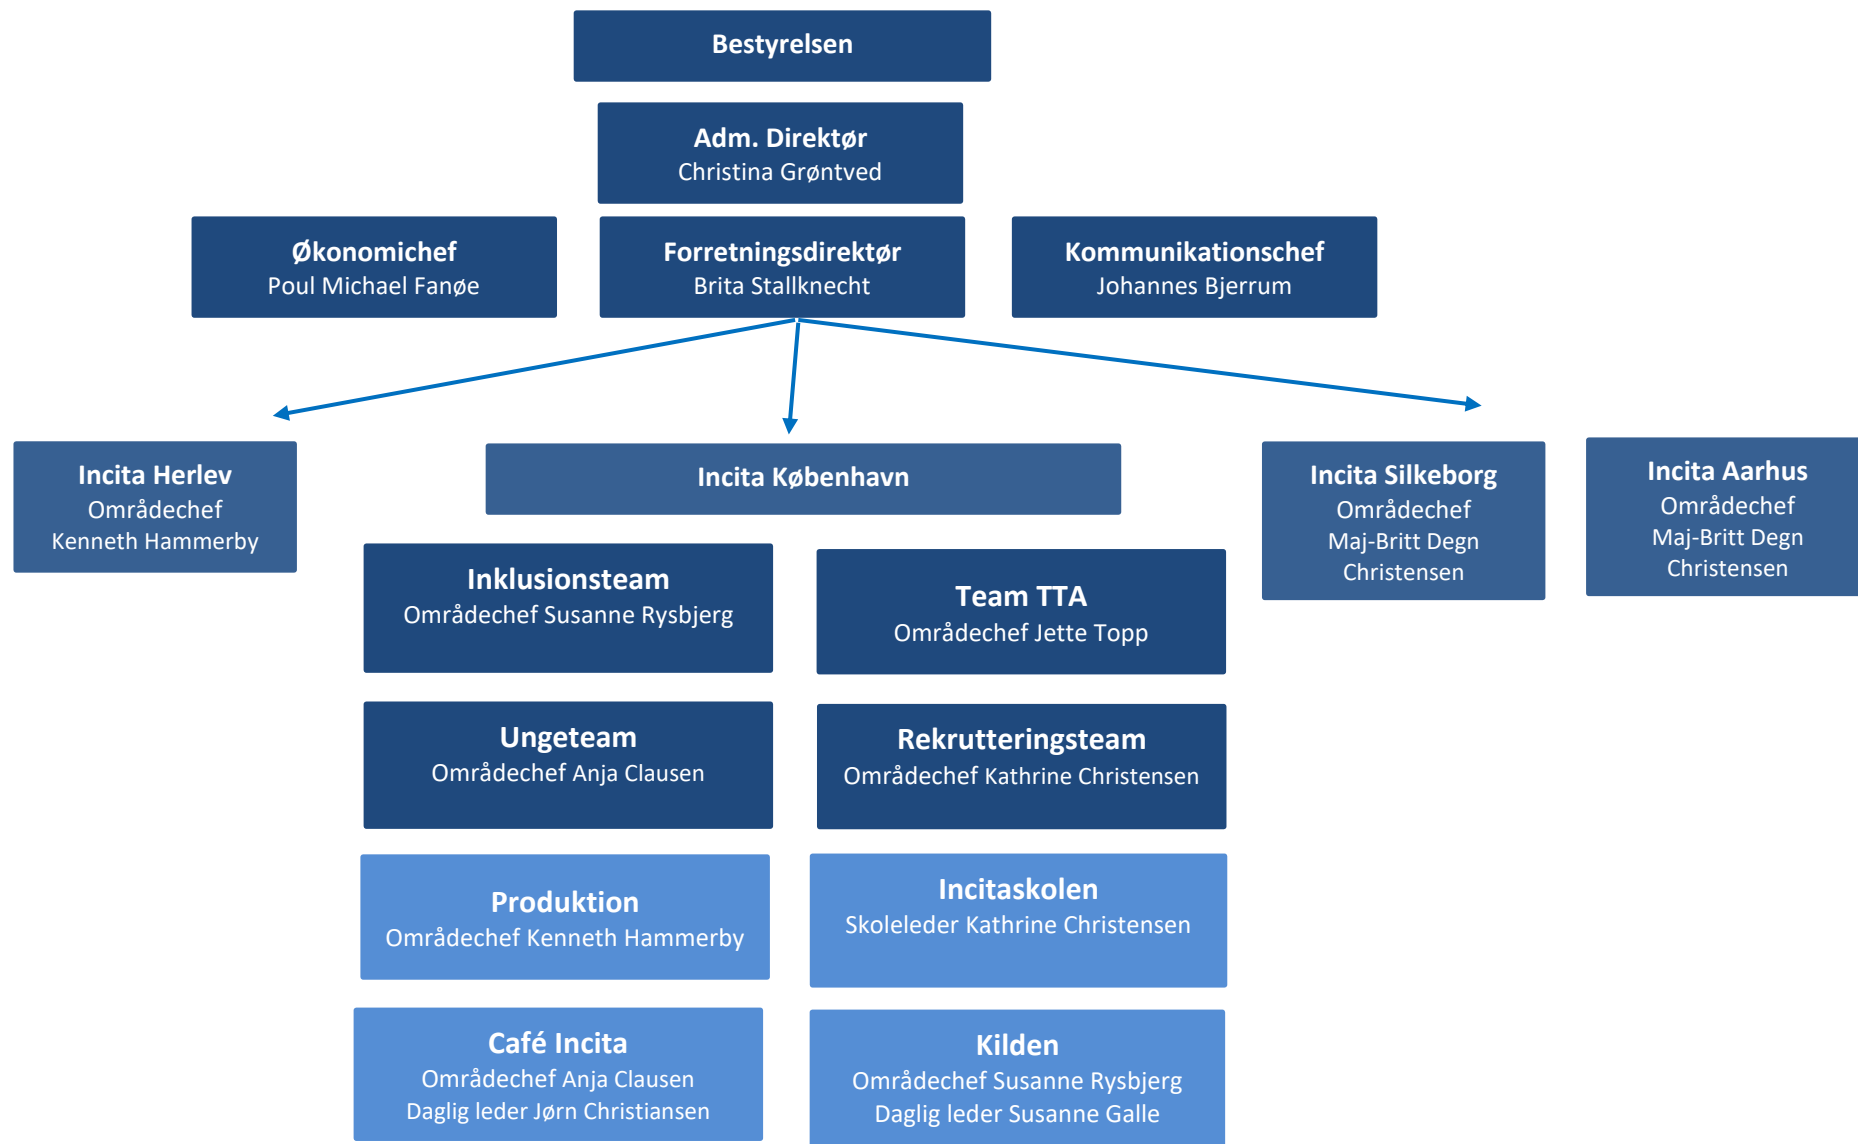 Bestyrelsen
Adm. Direktør
Christina Grøntved
Økonomichef
Poul Michael Fanøe
Forretningsdirektør
Brita Stallknecht
Kommunikationschef
Johannes Bjerrum
Incita Herlev
Områdechef
Kenneth Hammerby
Incita København
Incita Silkeborg
Områdechef
Maj-Britt Degn
Christensen
Incita Aarhus
Områdechef
Maj-Britt Degn
Christensen
Inklusionsteam
Områdechef Susanne Rysbjerg
Team TTA
Områdechef Jette Topp
Ungeteam
Områdechef Anja Clausen
Rekrutteringsteam
Områdechef Kathrine Christensen
Produktion
Områdechef Kenneth Hammerby
Incitaskolen
Skoleleder Kathrine Christensen
Café Incita
Områdechef Anja Clausen
Daglig leder Jørn Christiansen
Kilden
Områdechef Susanne Rysbjerg
Daglig leder Susanne Galle